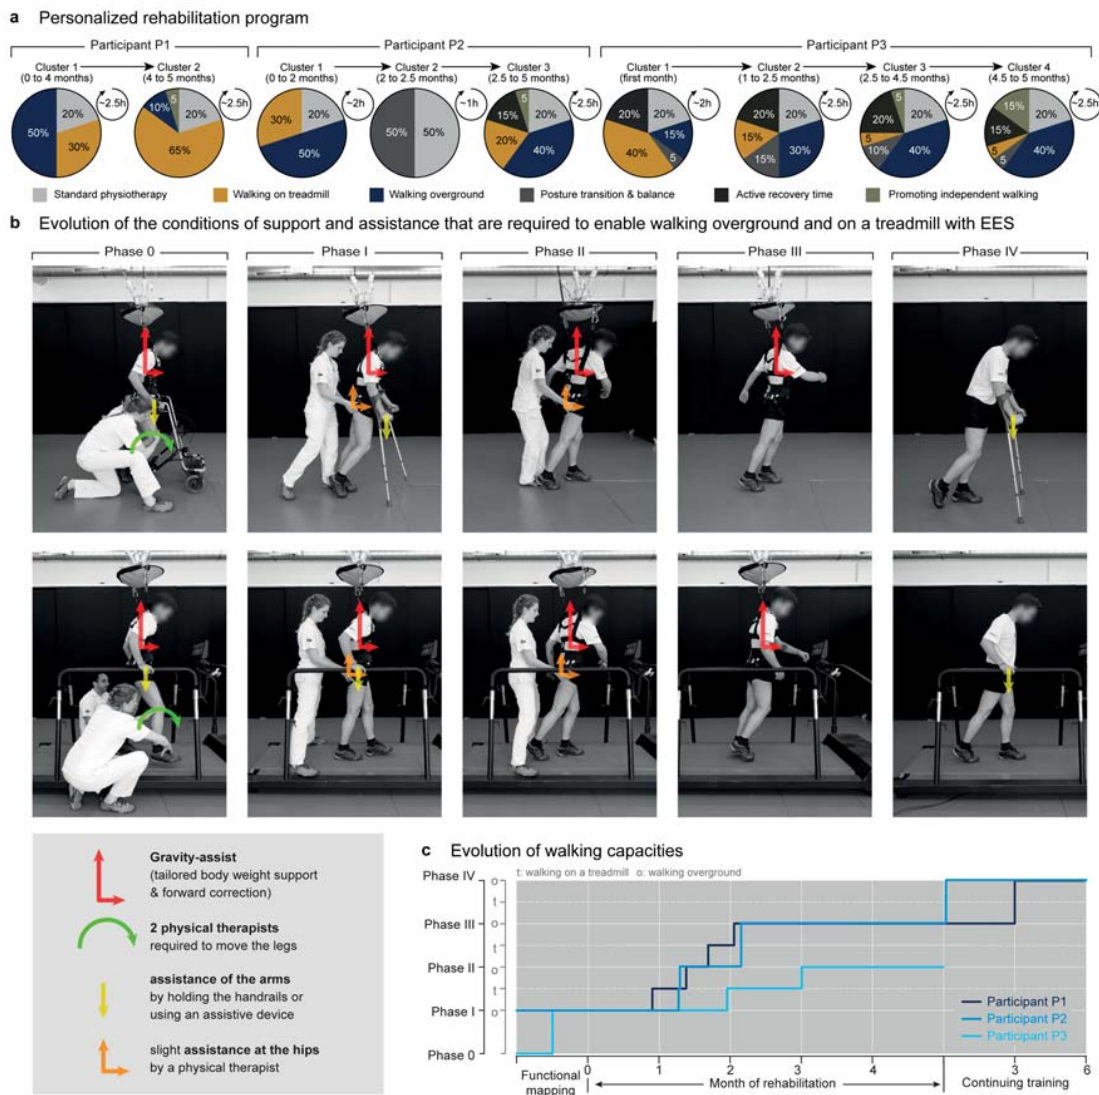 a Personalized rehabilitation program
Participant P1
Participant P2
Participant P3
Cluster 1
(0 to 4 months)
Cluster 2
(4 to 5 months)
Cluster 1
(0 to 2 months)
Cluster 2
(2 to 2.5 months)
Cluster 3
(2.5 to 5 months)
Cluster 1
(first month)
Cluster 2
(1 to 2.5 months)
Cluster 3
(2.5 to 4.5 months)
Cluster 4
(4.5 to 5 months)
20% 50% 30% ~2.5h
10% 5 20% 65% ~2.5h
30% 20% 50% ~2h
50% 50% ~1h
5 15% 20% 20% 40% ~2.5h
20% 20% 15% 40% 5 ~2h
20% 20% 15% 15% 30% ~2.5h
5 20% 20% 5 10% 40% ~2.5h
15% 20% 15% 5 5 40% ~2.5h
Standard physiotherapy Walking on treadmill Walking overground Posture transition & balance Active recovery time Promoting independent walking
b Evolution of the conditions of support and assistance that are required to enable walking overground and on a treadmill with EES
Phase 0 Phase I Phase II Phase III Phase IV
Gravity-assist
(tailored body weight support
& forward correction)
2 physical therapists
required to move the legs
assistance of the arms
by holding the handrails or
using an assistive device
slight assistance at the hips
by a physical therapist
c Evolution of walking capacities
t: walking on a treadmill o: walking overground
Phase IV o
t
Phase III o
t
Phase II o
t
Phase I o
Phase 0
Participant P1
Participant P2
Participant P3
0 1 2 3 4 3 6
Functional
mapping
Month of rehabilitation
Continuing training